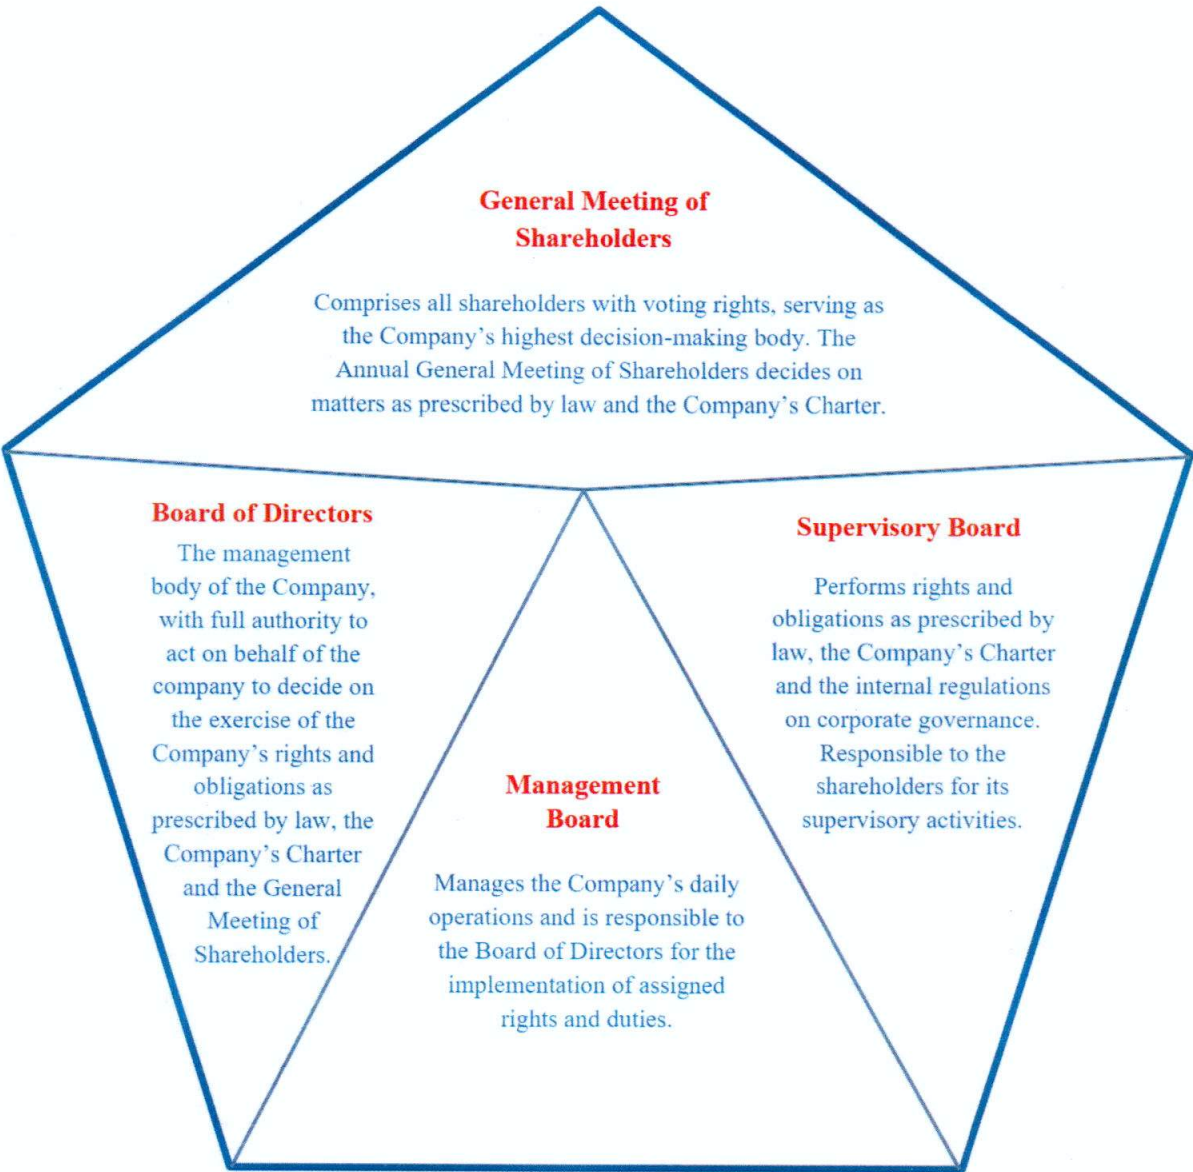 General Meeting of
Shareholders
Comprises all shareholders with voting rights, serving as
the Company's highest decision-making body. The
Annual General Meeting of Shareholders decides on
matters as prescribed by law and the Company's Charter.
Board of Directors
The management
body of the Company,
with full authority to
act on behalf of the
company to decide on
the exercise of the
Company's rights and
obligations as
prescribed by law, the
Company's Charter
and the General
Meeting of
Shareholders.
Supervisory Board
Performs rights and
obligations as prescribed by
law, the Company's Charter
and the internal regulations
on corporate governance.
Responsible to the
shareholders for its
supervisory activities.
Management
Board
Manages the Company's daily
operations and is responsible to
the Board of Directors for the
implementation of assigned
rights and duties.